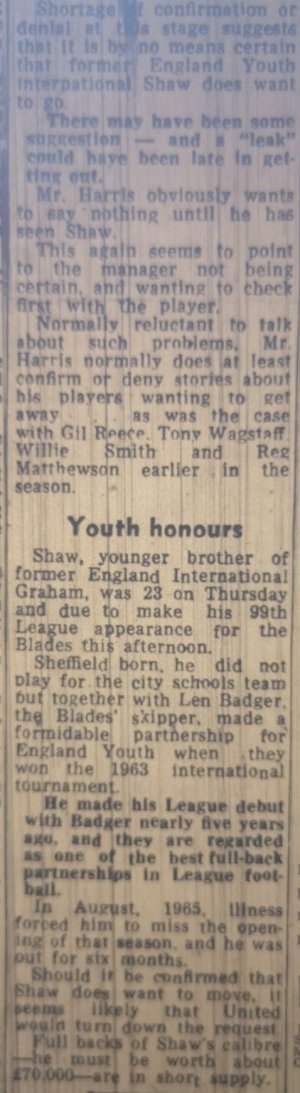 Shortage of confirmation or
denial at this stage suggests
that it is by no means certain
that former England Youth
international Shaw does want
to go.
There may have been some
suggestion — and a "leak"
could have been late in get-
ting out.
Mr. Harris obviously wants
to say nothing until he has
seen Shaw.
This again seems to point
to the manager not being
certain, and wanting to check
first with the player.
Normally reluctant to talk
about such problems, Mr.
Harris normally does at least
confirm or deny stories about
his players wanting to get
away . . . as was the case
with Gil Reece, Tony Wagstaff,
Willie Smith and Reg
Matthewson earlier in the
season.
Youth honours
Shaw, younger brother of
former England International
Graham, was 23 on Thursday
and due to make his 99th
League appearance for the
Blades this afternoon.
Sheffield born, he did not
play for the city schools team
but together with Len Badger,
the Blades' skipper, made a
formidable partnership for
England Youth when they
won the 1963 international
tournament.
He made his League debut
with Badger nearly five years
ago, and they are regarded
as one of the best full-back
partnerships in League foot-
ball.
In August, 1965, illness
forced him to miss the open-
ing of that season, and he was
out for six months.
Should it be confirmed that
Shaw does want to move, it
seems likely that United
would turn down the request.
Full backs of Shaw's calibre
—he must be worth about
£70,000—are in short supply.